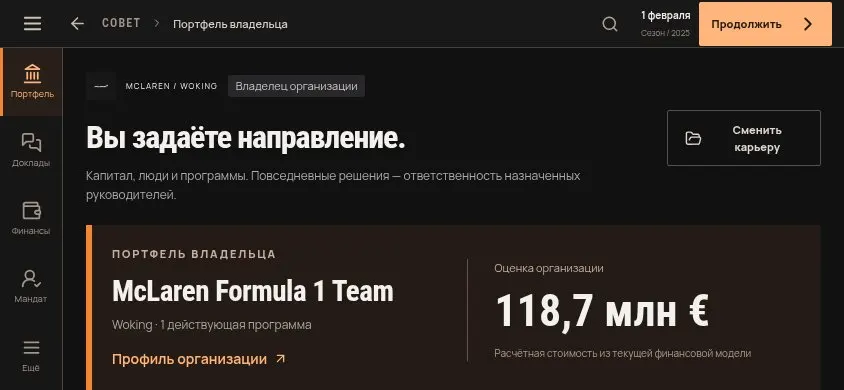 СОВЕТ
Портфель владельца
1 февраля
Сезон / 2025
Продолжить
Портфель
Доклады
Финансы
Мандат
Ещё
MCLAREN / WOKING
Владелец организации
Вы задаёте направление.
Капитал, люди и программы. Повседневные решения — ответственность назначенных
руководителей.
Сменить
карьеру
ПОРТФЕЛЬ ВЛАДЕЛЬЦА
McLaren Formula 1 Team
Woking · 1 действующая программа
Профиль организации
Оценка организации
118,7 млн €
Расчётная стоимость из текущей финансовой модели